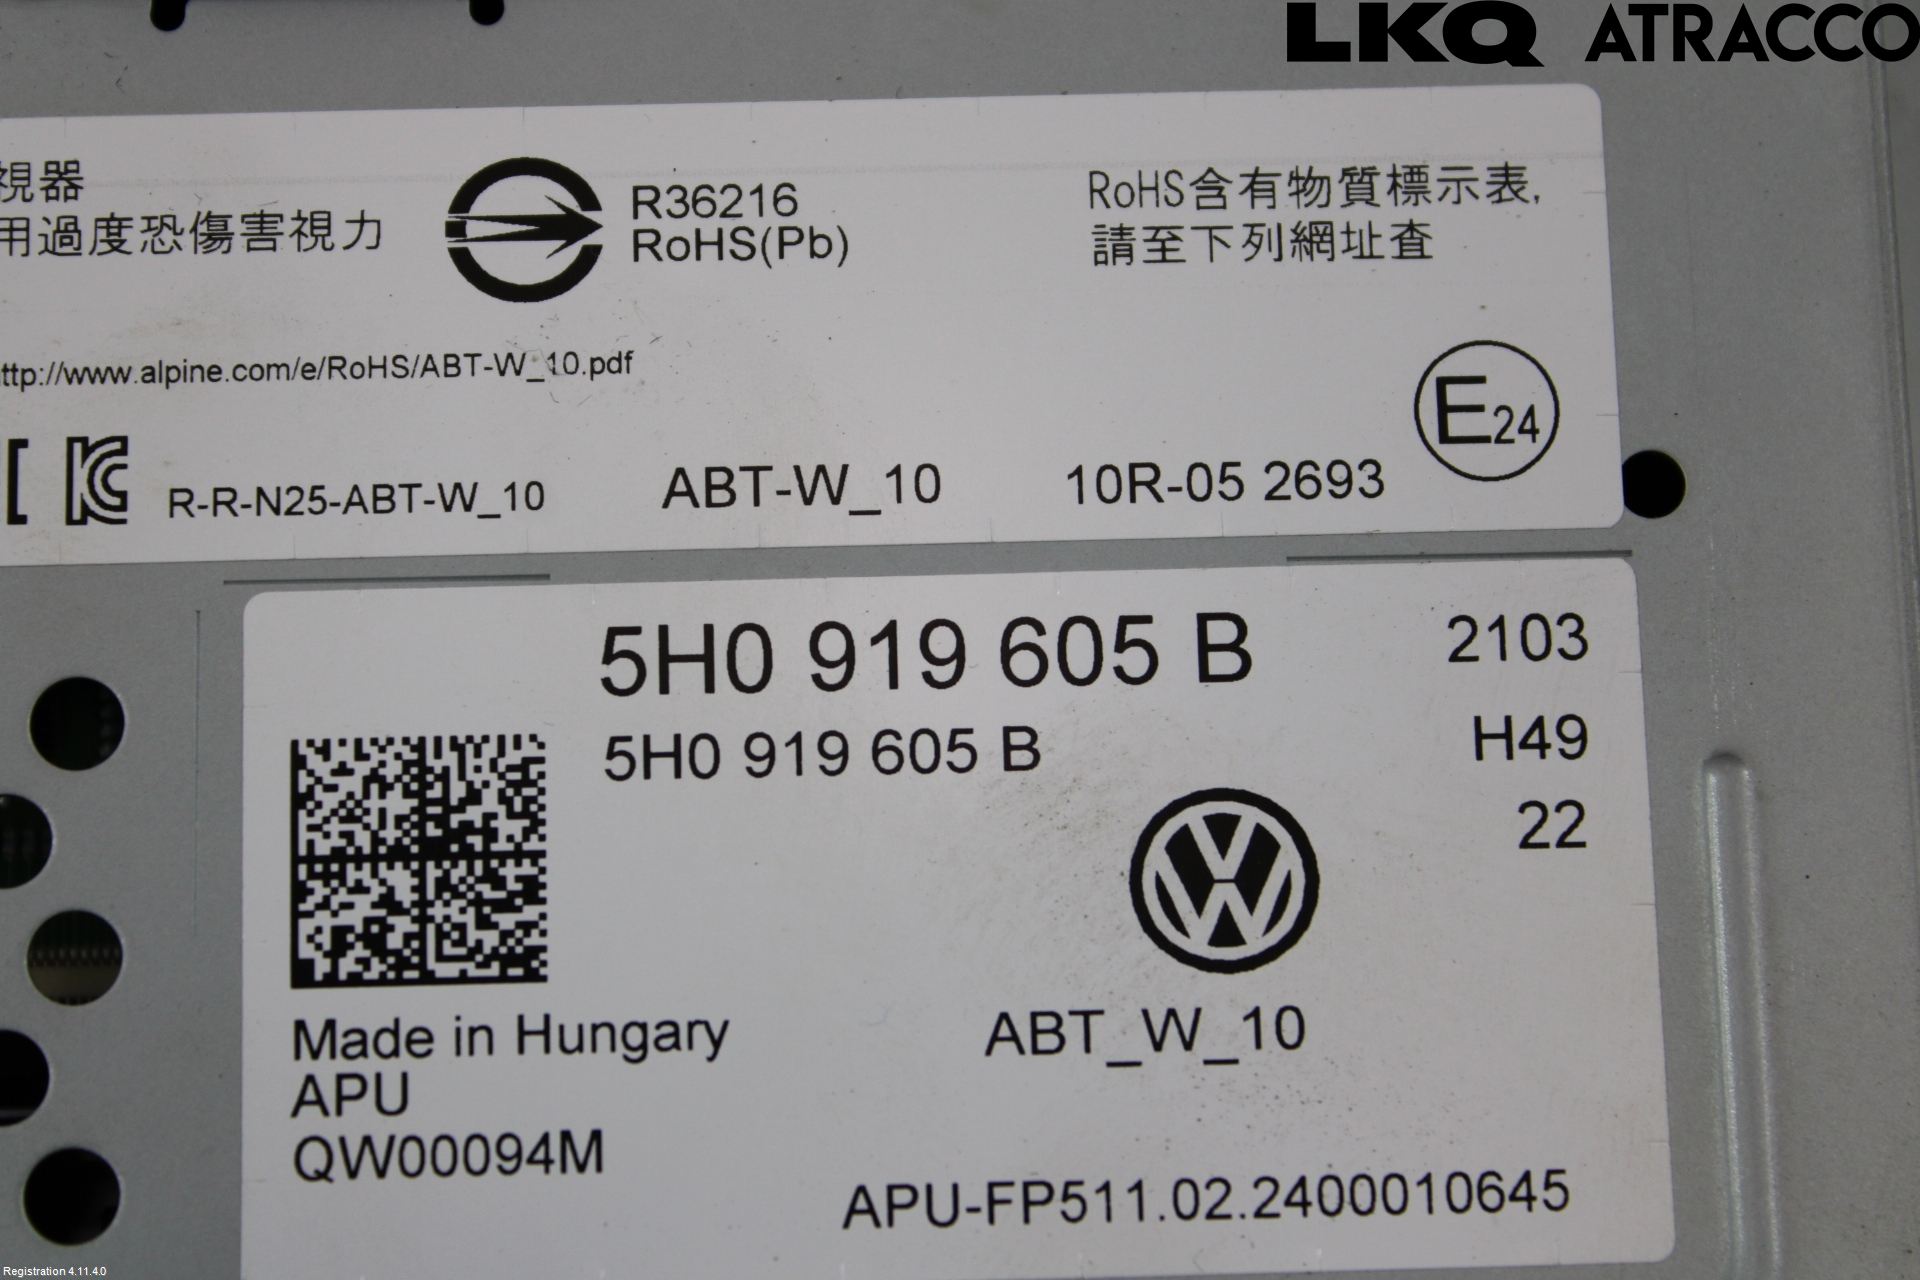 LKQ ATRACCO
視器
用過度恐傷害視力
R36216
RoHS(Pb)
RoHS含有物質標示表,
請至下列網址查
ttp://www.alpine.com/e/RoHS/ABT-W_10.pdf
E24
R-R-N25-ABT-W_10
ABT-W_10
10R-05 2693
5H0 919 605 B
2103
5H0 919 605 B
H49
22
Made in Hungary
APU
QW00094M
ABT_W_10
APU-FP511.02.2400010645
Registration 4.11.4.0